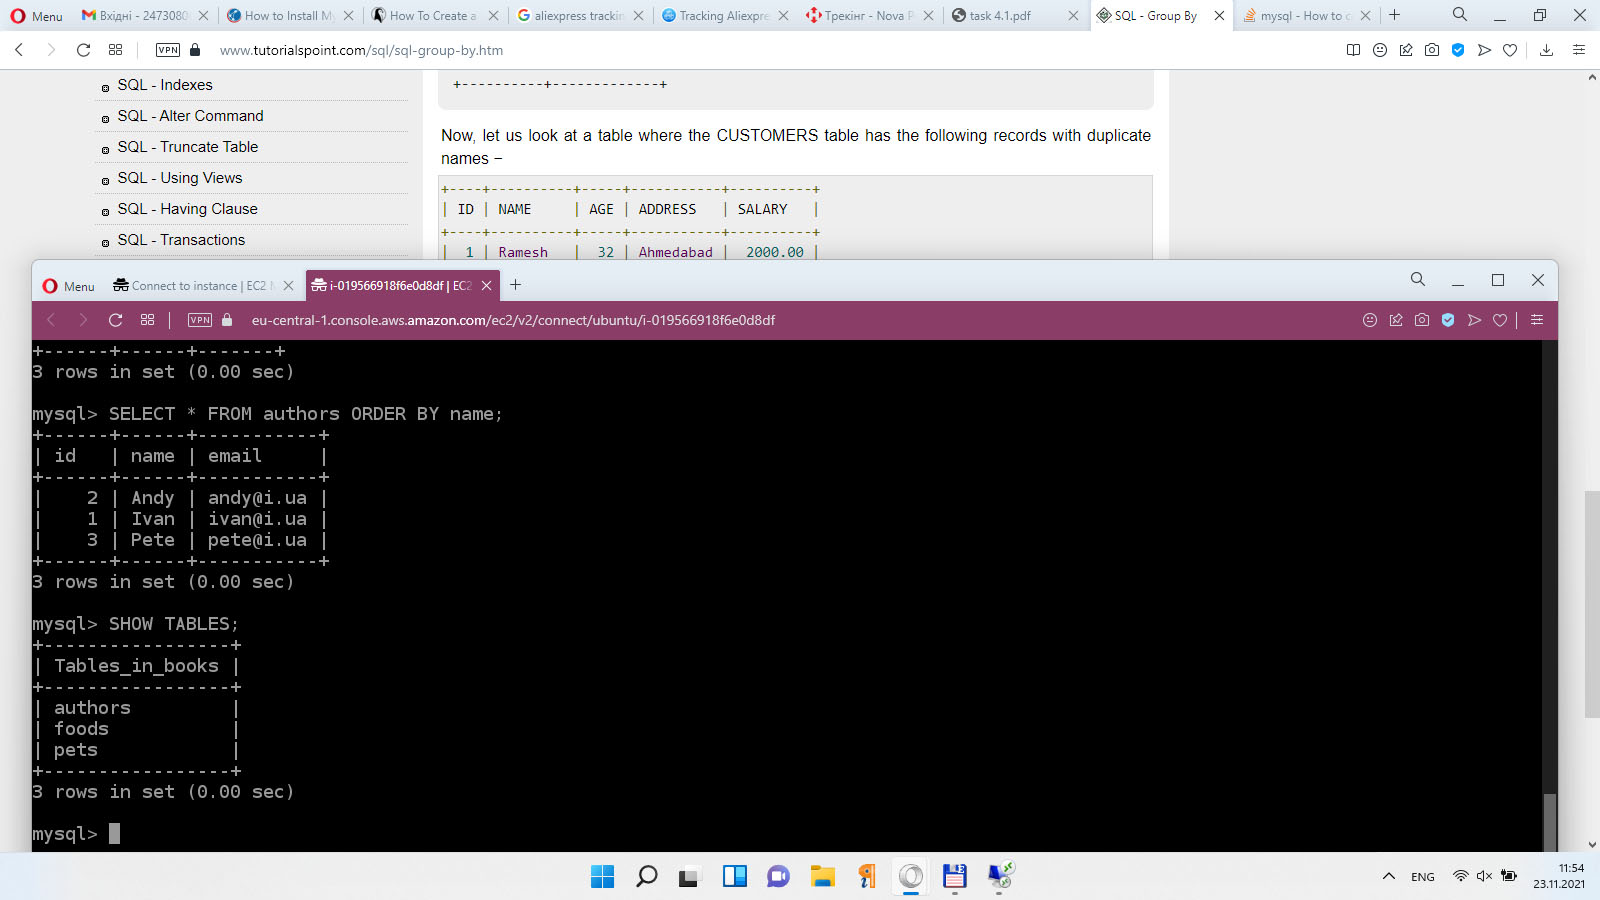 Menu
Вхідні - 2473080
How to Install My
How To Create a
aliexpress trackin
Tracking Aliexpre
Трекінг - Nova P
task 4.1.pdf
SQL - Group By
mysql - How to c
VPN
www.tutorialspoint.com/sql/sql-group-by.htm
SQL - Indexes
SQL - Alter Command
SQL - Truncate Table
SQL - Using Views
SQL - Having Clause
SQL - Transactions
+----------+-------------+
Now, let us look at a table where the CUSTOMERS table has the following records with duplicate
names −
+----+----------+-----+-----------+----------+
| ID | NAME     | AGE | ADDRESS   | SALARY   |
+----+----------+-----+-----------+----------+
|  1 | Ramesh   |  32 | Ahmedabad |  2000.00 |
Menu
Connect to instance | EC2 M
i-019566918f6e0d8df | EC2
VPN
eu-central-1.console.aws.amazon.com/ec2/v2/connect/ubuntu/i-019566918f6e0d8df
+------+------+-------+
3 rows in set (0.00 sec)
mysql> SELECT * FROM authors ORDER BY name;
+------+------+-----------+
| id   | name | email     |
+------+------+-----------+
|    2 | Andy | andy@i.ua |
|    1 | Ivan | ivan@i.ua |
|    3 | Pete | pete@i.ua |
+------+------+-----------+
3 rows in set (0.00 sec)
mysql> SHOW TABLES;
+-----------------+
| Tables_in_books |
+-----------------+
| authors         |
| foods           |
| pets            |
+-----------------+
3 rows in set (0.00 sec)
mysql>
ENG
11:54
23.11.2021